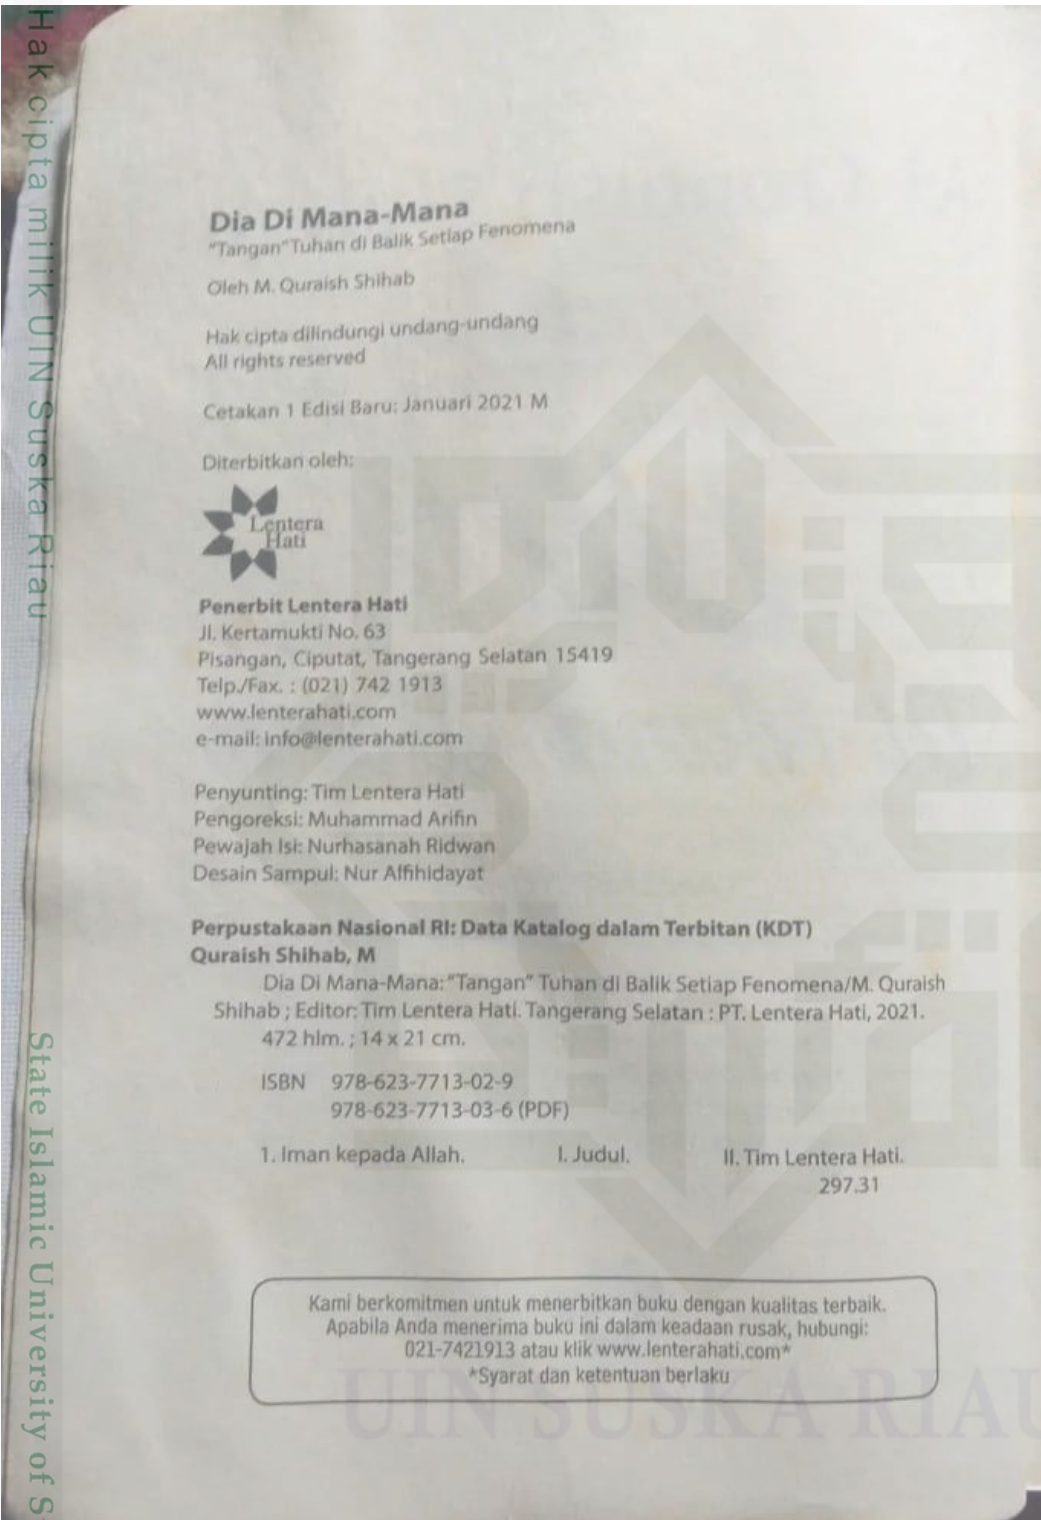 Hak cipta milik UIN Suska Riau
State Islamic University of S
Dia Di Mana-Mana
"Tangan" Tuhan di Balik Setiap Fenomena
Oleh M. Quraish Shihab
Hak cipta dilindungi undang-undang
All rights reserved
Cetakan 1 Edisi Baru: Januari 2021 M
Diterbitkan oleh:
Lentera
Hati
Penerbit Lentera Hati
Jl. Kertamukti No. 63
Pisangan, Ciputat, Tangerang Selatan 15419
Telp./Fax. : (021) 742 1913
www.lenterahati.com
e-mail: info@lenterahati.com
Penyunting: Tim Lentera Hati
Pengoreksi: Muhammad Arifin
Pewajah Isi: Nurhasanah Ridwan
Desain Sampul: Nur Alfihidayat
Perpustakaan Nasional RI: Data Katalog dalam Terbitan (KDT)
Quraish Shihab, M
Dia Di Mana-Mana: "Tangan" Tuhan di Balik Setiap Fenomena/M. Quraish
Shihab ; Editor: Tim Lentera Hati. Tangerang Selatan : PT. Lentera Hati, 2021.
472 hlm. ; 14 x 21 cm.
ISBN 978-623-7713-02-9
978-623-7713-03-6 (PDF)
1. Iman kepada Allah. I. Judul. II. Tim Lentera Hati.
297.31
Kami berkomitmen untuk menerbitkan buku dengan kualitas terbaik.
Apabila Anda menerima buku ini dalam keadaan rusak, hubungi:
021-7421913 atau klik www.lenterahati.com*
*Syarat dan ketentuan berlaku
UIN SUSKA RIAU